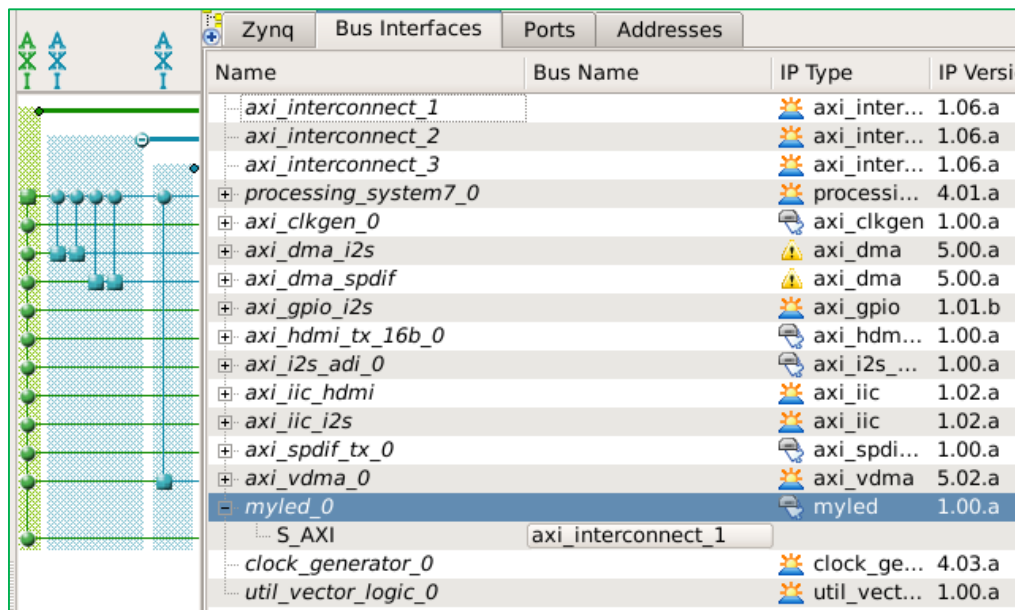 AXI AXI AXI
Zynq Bus Interfaces Ports Addresses
Name Bus Name IP Type IP Versi
axi_interconnect_1 axi_inter... 1.06.a
axi_interconnect_2 axi_inter... 1.06.a
axi_interconnect_3 axi_inter... 1.06.a
processing_system7_0 processi... 4.01.a
axi_clkgen_0 axi_clkgen 1.00.a
axi_dma_i2s axi_dma 5.00.a
axi_dma_spdif axi_dma 5.00.a
axi_gpio_i2s axi_gpio 1.01.b
axi_hdmi_tx_16b_0 axi_hdm... 1.00.a
axi_i2s_adi_0 axi_i2s_... 1.00.a
axi_iic_hdmi axi_iic 1.02.a
axi_iic_i2s axi_iic 1.02.a
axi_spdif_tx_0 axi_spdi... 1.00.a
axi_vdma_0 axi_vdma 5.02.a
myled_0 myled 1.00.a
S_AXI axi_interconnect_1
clock_generator_0 clock_ge... 4.03.a
util_vector_logic_0 util_vect... 1.00.a